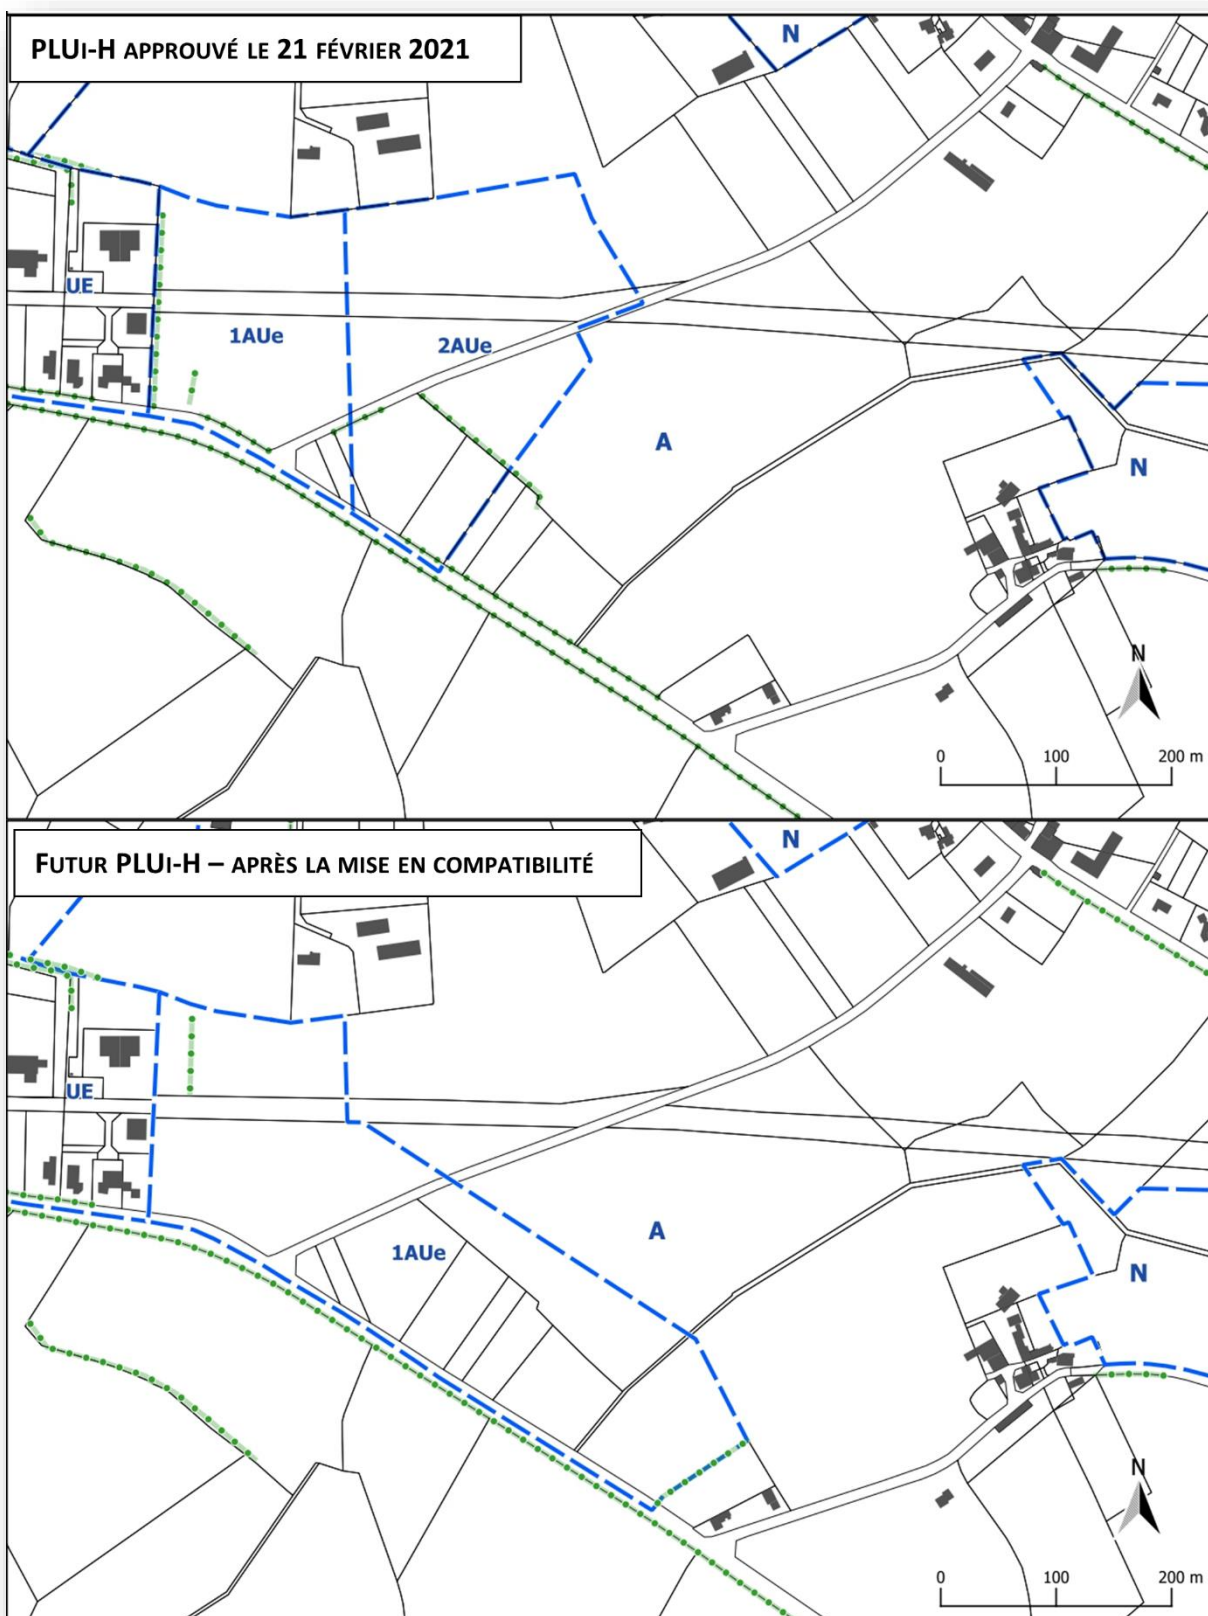 PLUi-H APPROUVÉ LE 21 FÉVRIER 2021
N
UE
1AUe
2AUe
A
N
N
0 100 200 m
FUTUR PLUi-H – APRÈS LA MISE EN COMPATIBILITÉ
N
UE
1AUe
A
N
N
0 100 200 m